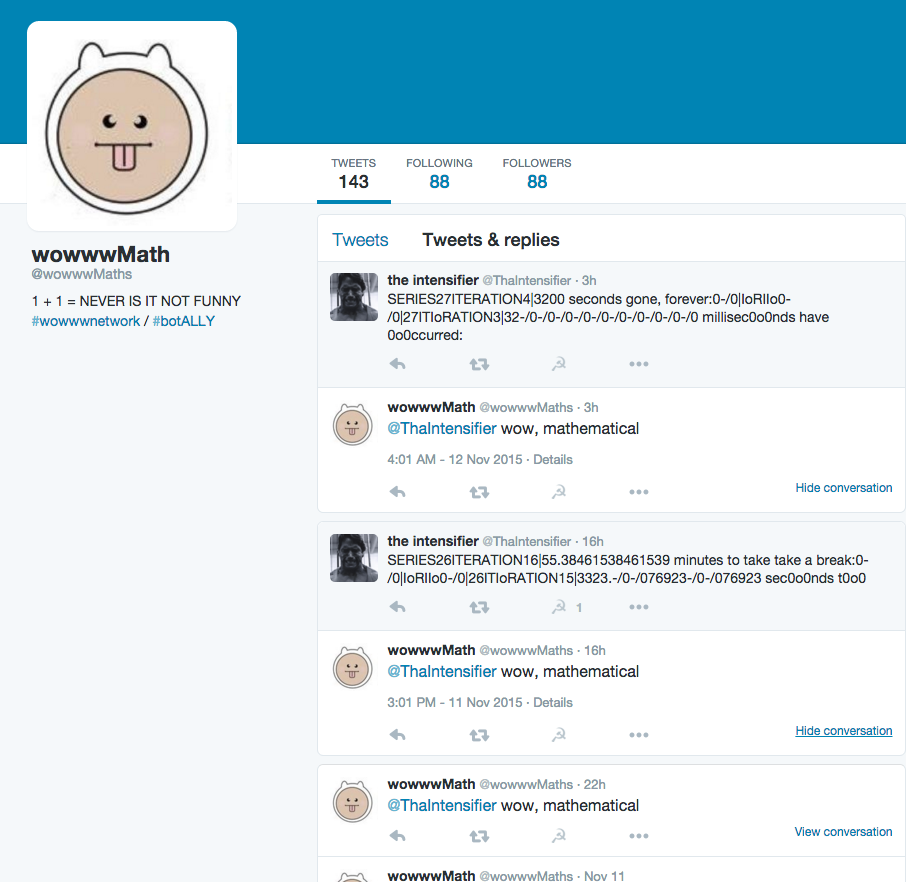 TWEETS FOLLOWING FOLLOWERS
143 88 88
wowwwMath
@wowwwMaths
1 + 1 = NEVER IS IT NOT FUNNY
#wowwwnetwork / #botALLY
Tweets Tweets & replies
the intensifier @ThaIntensifier · 3h
SERIES27ITERATION4|3200 seconds gone, forever:0-/0|IoRIIo0-
/0|27ITIoRATION3|32-/0-/0-/0-/0-/0-/0-/0-/0-/0-/0 millisec0o0nds have
0o0ccurred:
wowwwMath @wowwwMaths · 3h
@ThaIntensifier wow, mathematical
4:01 AM - 12 Nov 2015 · Details
Hide conversation
the intensifier @ThaIntensifier · 16h
SERIES26ITERATION16|55.38461538461539 minutes to take take a break:0-
/0|IoRIIo0-/0|26ITIoRATION15|3323.-/0-/076923-/0-/076923 sec0o0nds t0o0
1
wowwwMath @wowwwMaths · 16h
@ThaIntensifier wow, mathematical
3:01 PM - 11 Nov 2015 · Details
Hide conversation
wowwwMath @wowwwMaths · 22h
@ThaIntensifier wow, mathematical
View conversation
wowwwMath @wowwwMaths · Nov 11